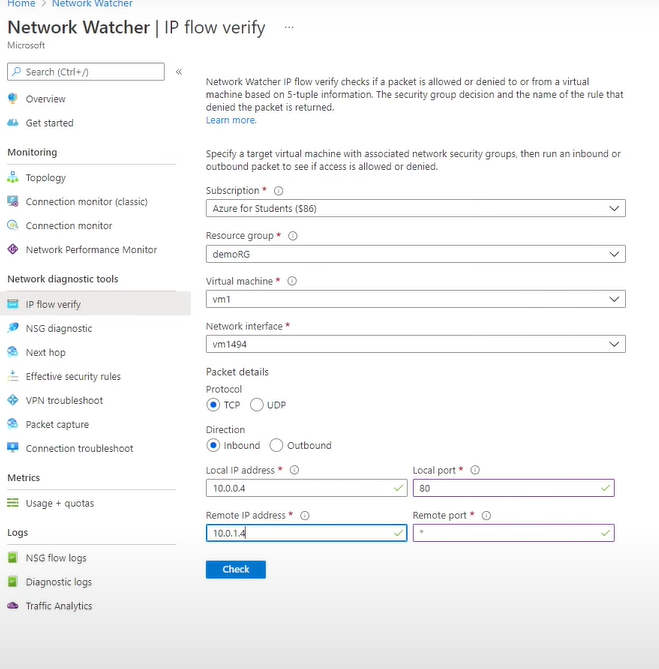 Home > Network Watcher
Network Watcher | IP flow verify ...
Microsoft
Search (Ctrl+/) «
Overview
Get started
Monitoring
Topology
Connection monitor (classic)
Connection monitor
Network Performance Monitor
Network diagnostic tools
IP flow verify
NSG diagnostic
Next hop
Effective security rules
VPN troubleshoot
Packet capture
Connection troubleshoot
Metrics
Usage + quotas
Logs
NSG flow logs
Diagnostic logs
Traffic Analytics
Network Watcher IP flow verify checks if a packet is allowed or denied to or from a virtual
machine based on 5-tuple information. The security group decision and the name of the rule that
denied the packet is returned.
Learn more.
Specify a target virtual machine with associated network security groups, then run an inbound or
outbound packet to see if access is allowed or denied.
Subscription *
Azure for Students ($86)
Resource group *
demoRG
Virtual machine *
vm1
Network interface *
vm1494
Packet details
Protocol
TCP UDP
Direction
Inbound Outbound
Local IP address * Local port *
10.0.0.4 80
Remote IP address * Remote port *
10.0.1.4 *
Check